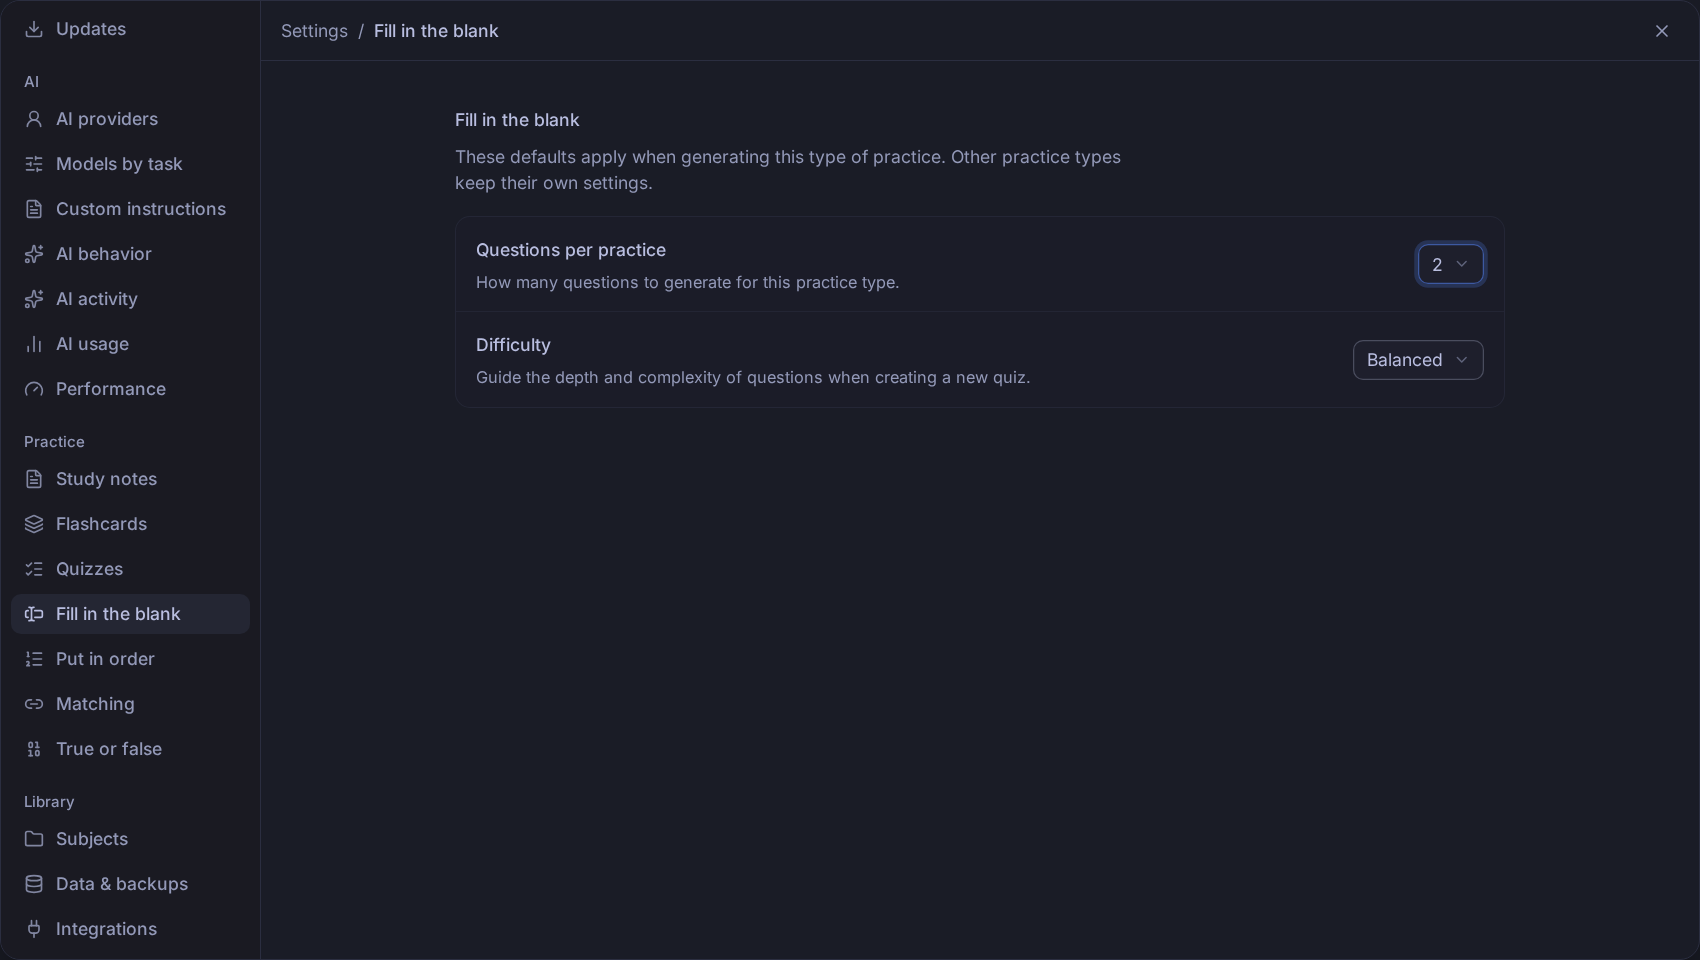 Updates
AI
AI providers
Models by task
Custom instructions
AI behavior
AI activity
AI usage
Performance
Practice
Study notes
Flashcards
Quizzes
Fill in the blank
Put in order
Matching
True or false
Library
Subjects
Data & backups
Integrations
Settings / Fill in the blank
Fill in the blank
These defaults apply when generating this type of practice. Other practice types
keep their own settings.
Questions per practice
How many questions to generate for this practice type.
2
Difficulty
Guide the depth and complexity of questions when creating a new quiz.
Balanced